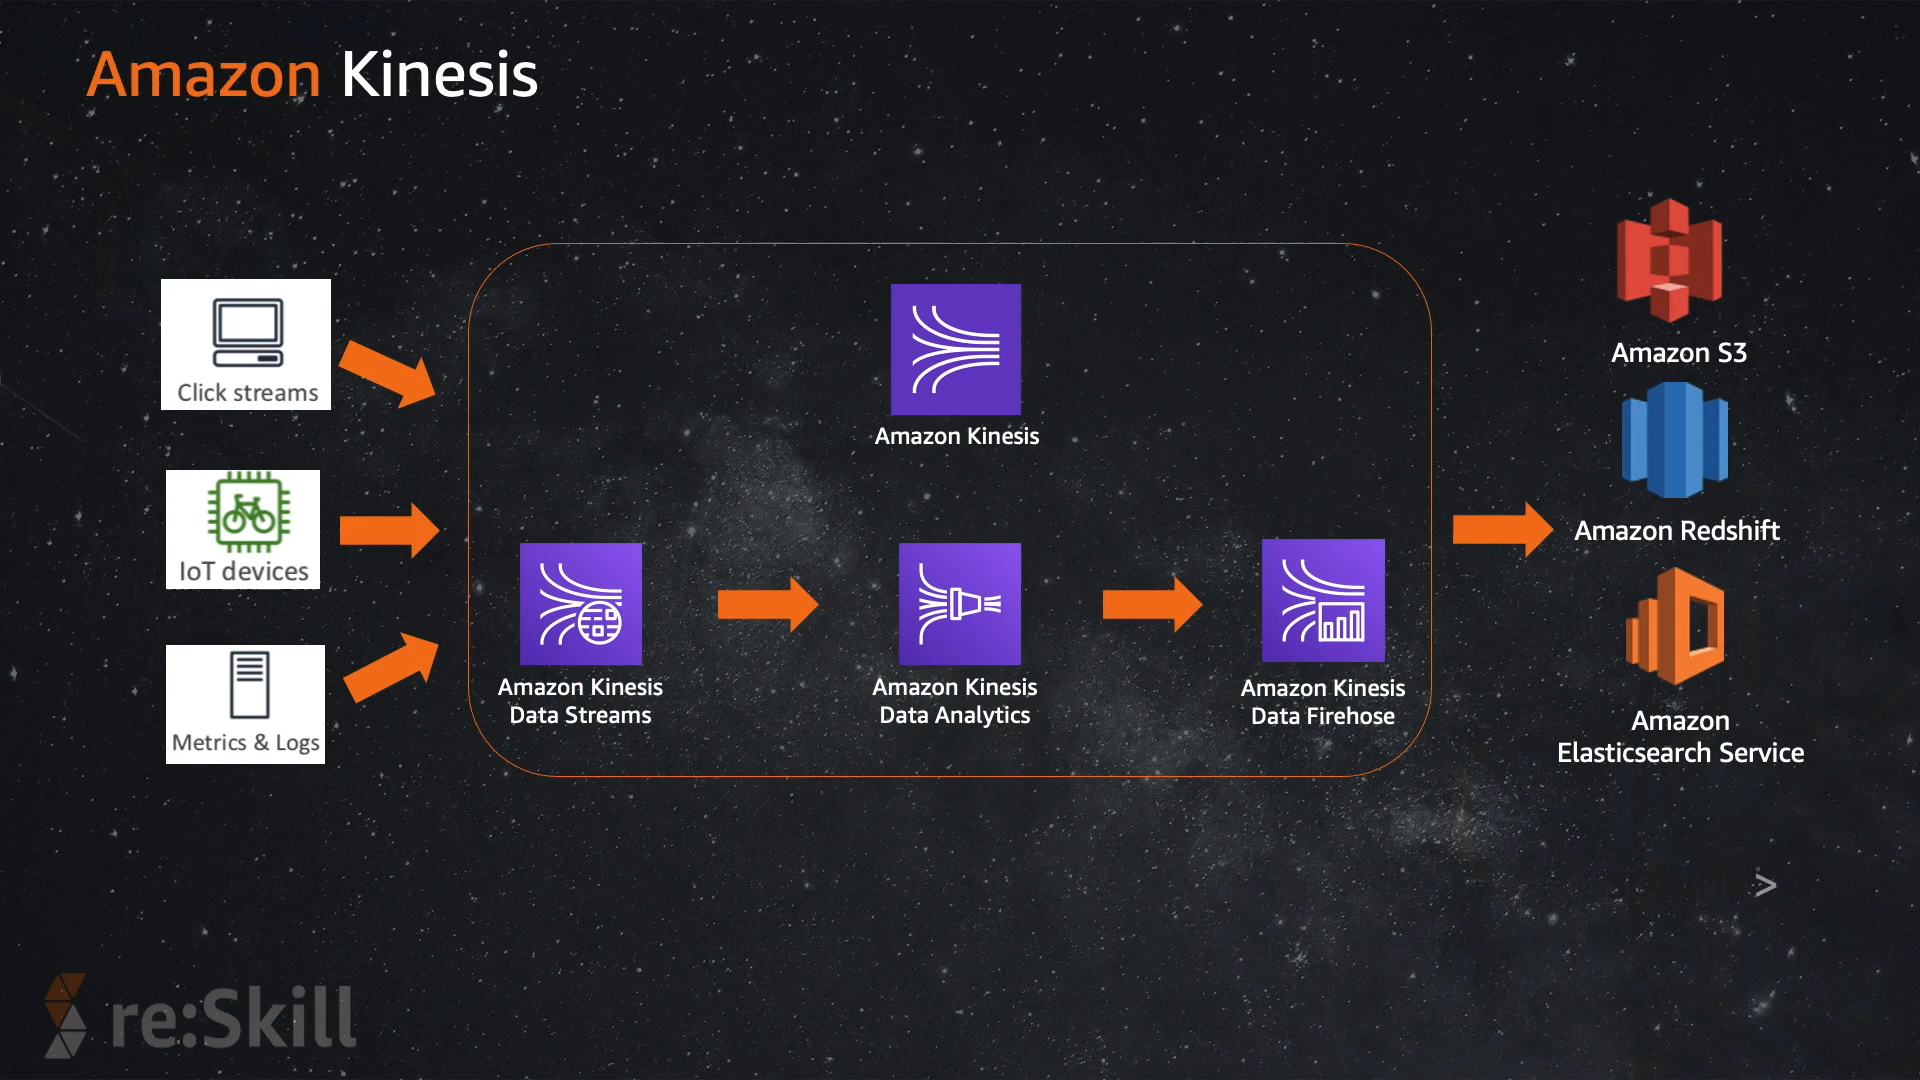 Amazon Kinesis
Click streams
IoT devices
Metrics & Logs
Amazon Kinesis
Amazon Kinesis
Data Streams
Amazon Kinesis
Data Analytics
Amazon Kinesis
Data Firehose
Amazon S3
Amazon Redshift
Amazon
Elasticsearch Service
>
re:Skill